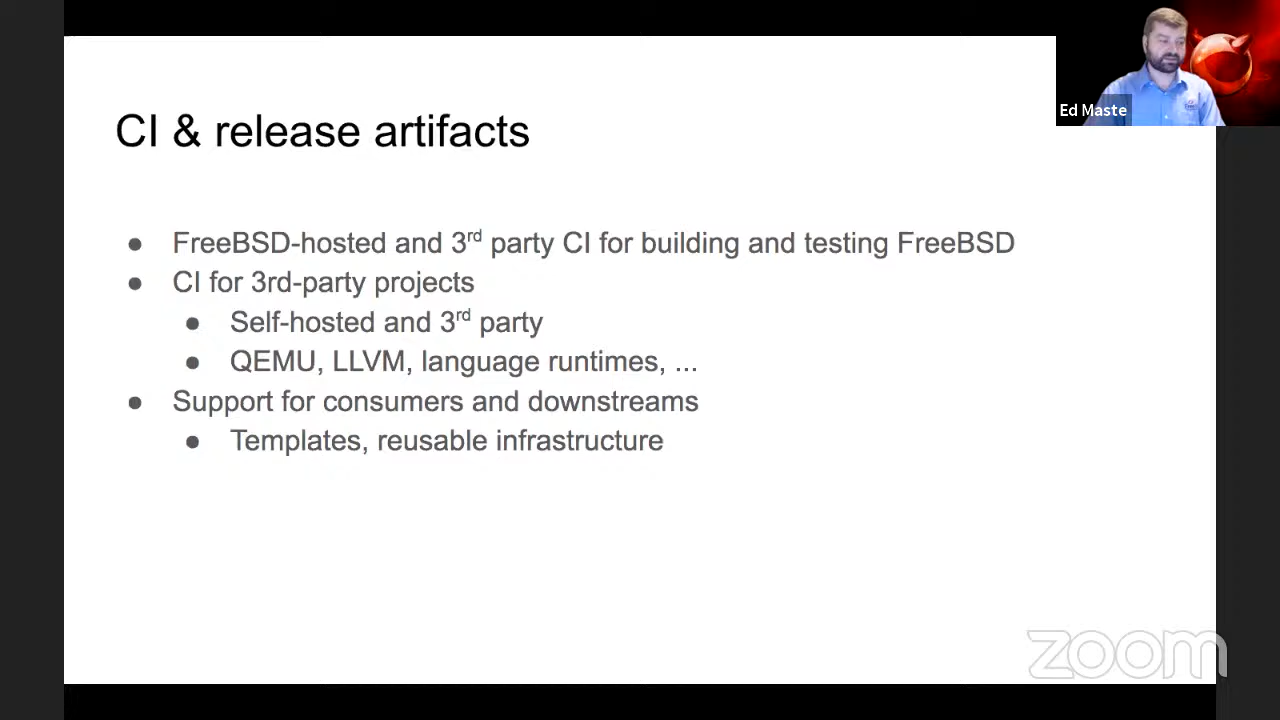 Ed Maste
CI & release artifacts
● FreeBSD-hosted and 3rd party CI for building and testing FreeBSD
● CI for 3rd-party projects
● Self-hosted and 3rd party
● QEMU, LLVM, language runtimes, ...
● Support for consumers and downstreams
● Templates, reusable infrastructure
zoom